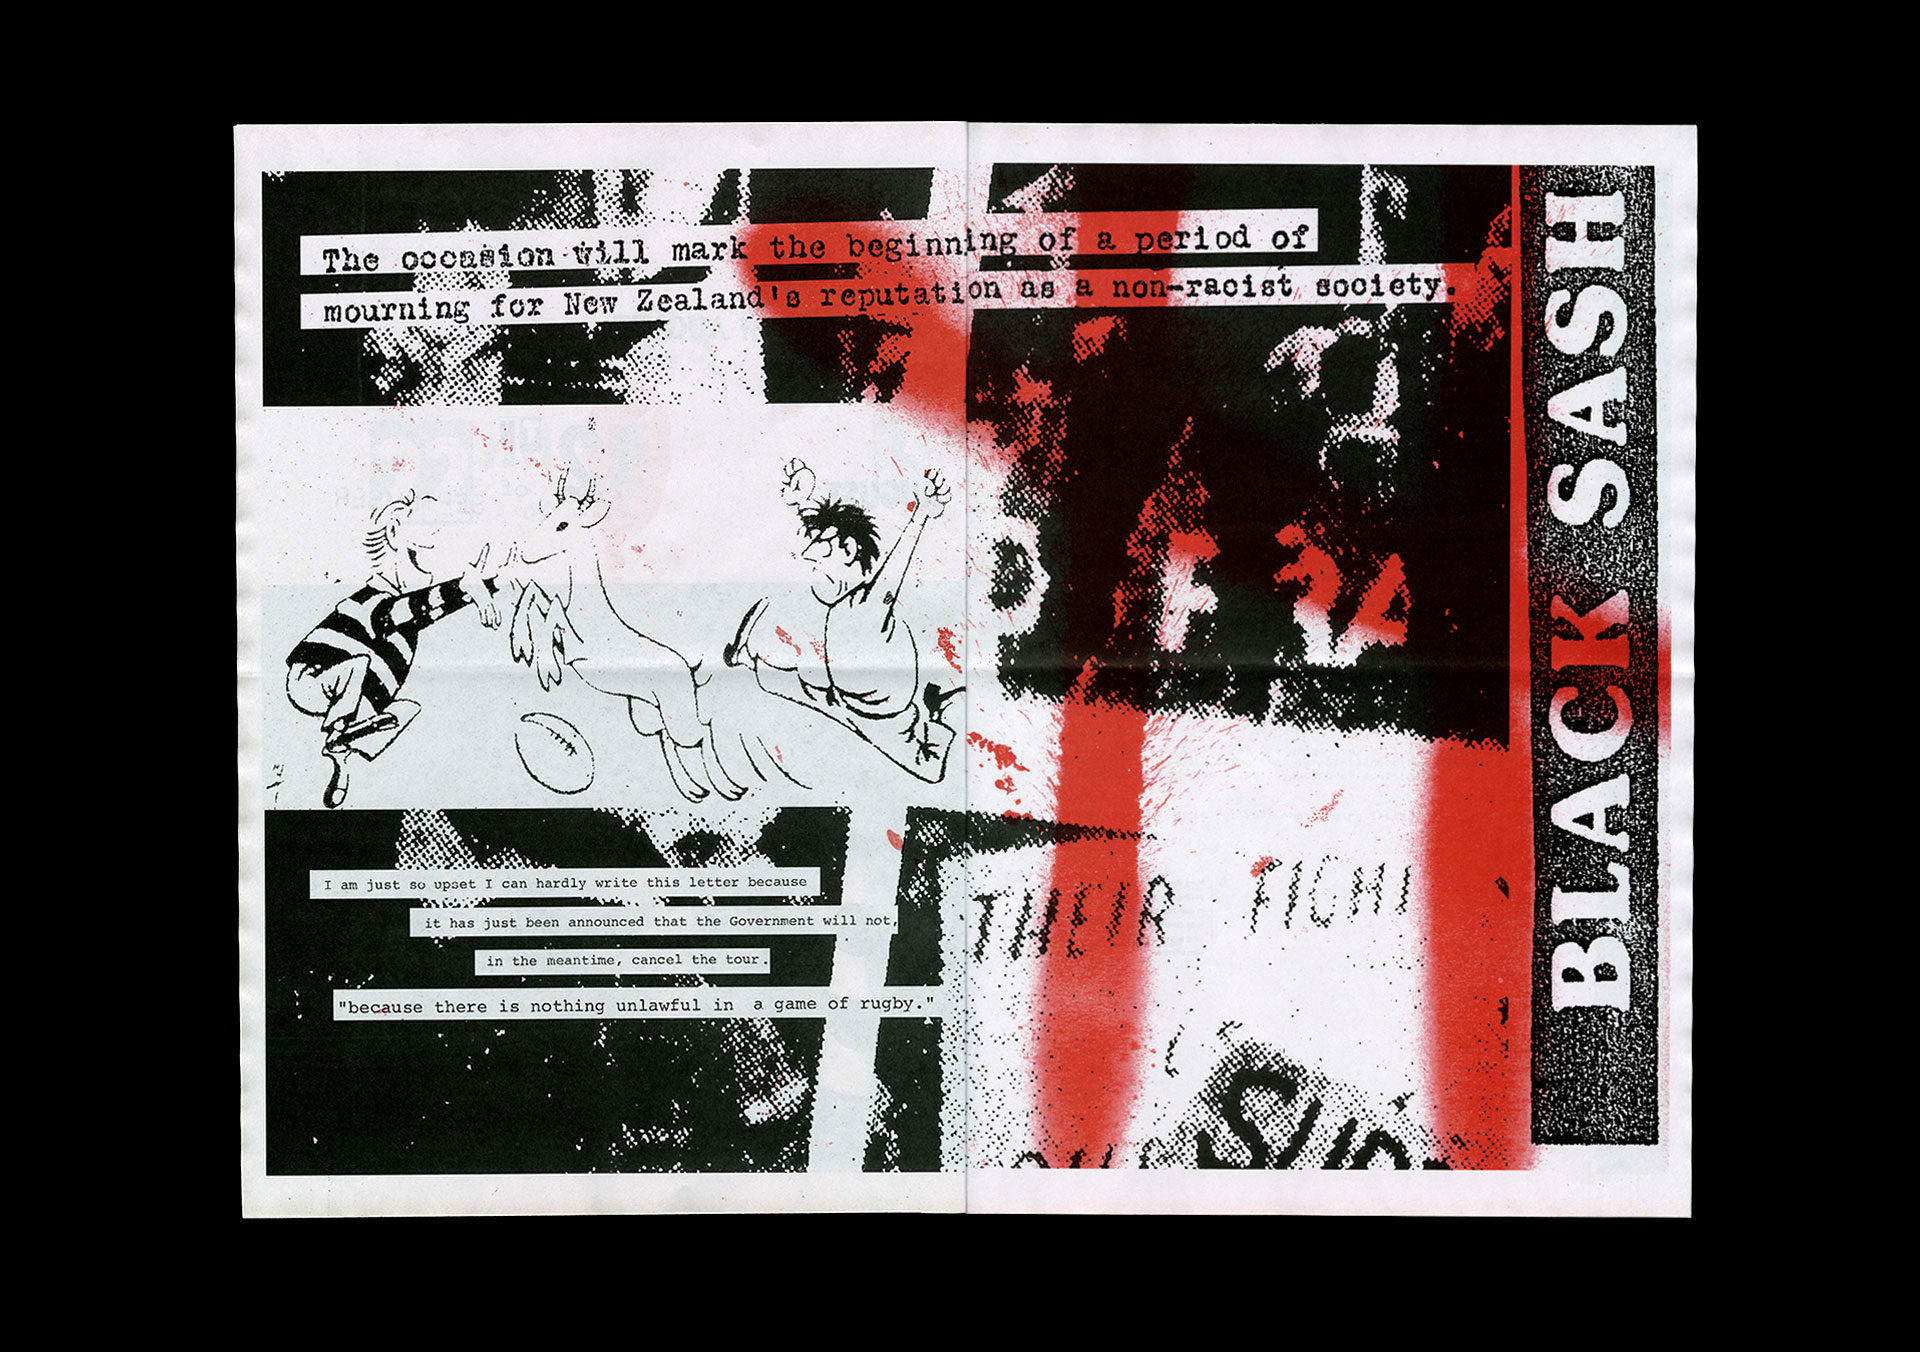 The occasion will mark the beginning of a period of
mourning for New Zealand's reputation as a non-racist society.
I am just so upset I can hardly write this letter because
it has just been announced that the Government will not,
in the meantime, cancel the tour.
"because there is nothing unlawful in a game of rugby."
THEIR FIGHT
BLACK SASH